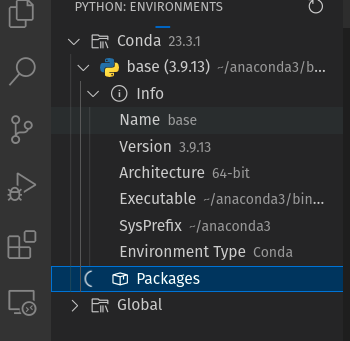 PYTHON: ENVIRONMENTS
Conda 23.3.1
base (3.9.13) ~/anaconda3/b...
Info
Name base
Version 3.9.13
Architecture 64-bit
Executable ~/anaconda3/bin...
SysPrefix ~/anaconda3
Environment Type Conda
Packages
Global